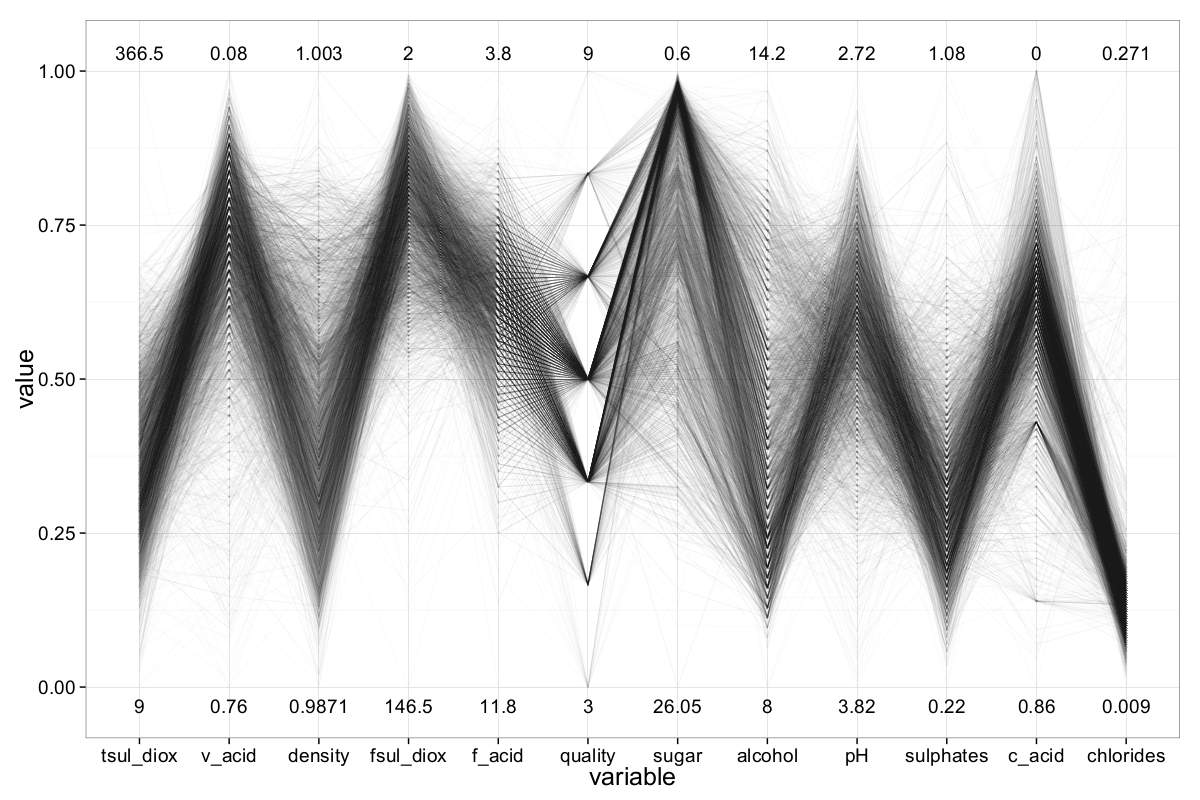 366.5 0.08 1.003 2 3.8 9 0.6 14.2 2.72 1.08 0 0.271
1.00
0.75
0.50
0.25
0.00
value
9 0.76 0.9871 146.5 11.8 3 26.05 8 3.82 0.22 0.86 0.009
tsul_diox v_acid density fsul_diox f_acid quality sugar alcohol pH sulphates c_acid chlorides
variable